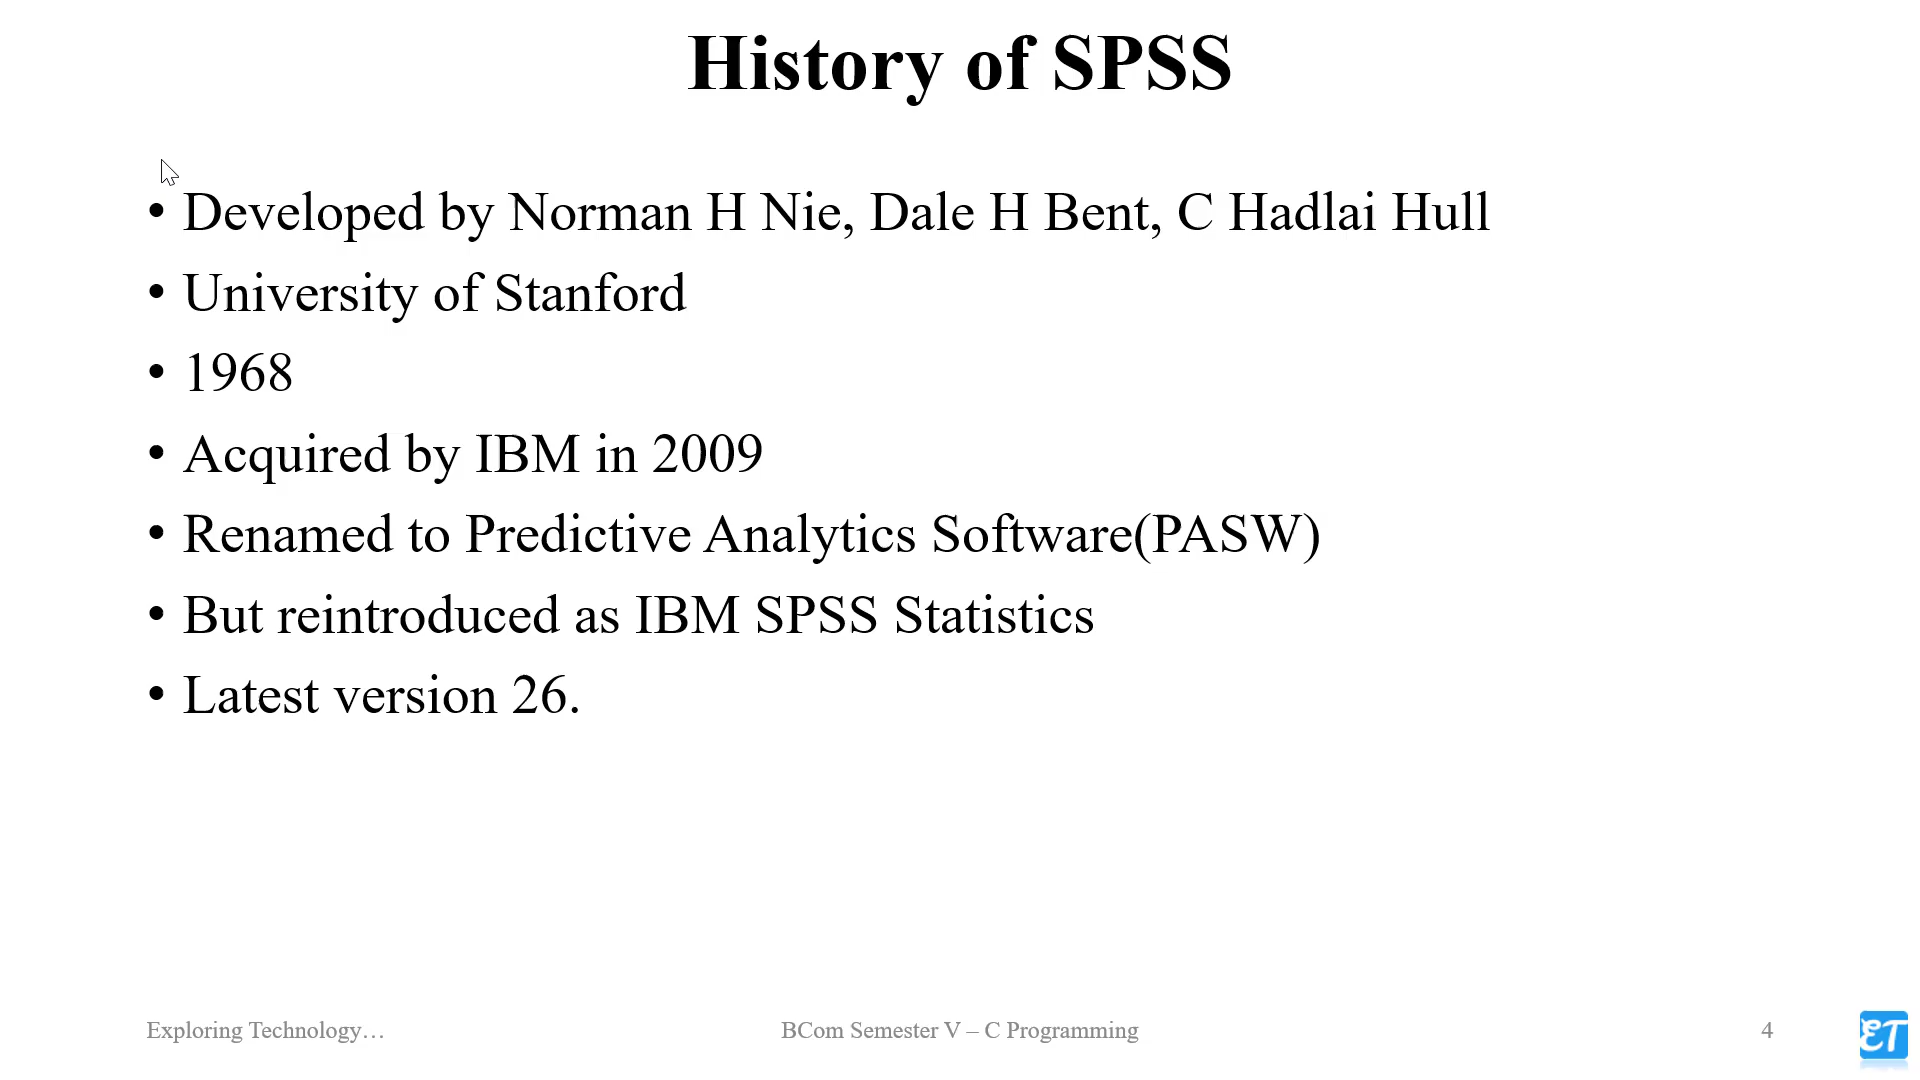 History of SPSS
• Developed by Norman H Nie, Dale H Bent, C Hadlai Hull
• University of Stanford
• 1968
• Acquired by IBM in 2009
• Renamed to Predictive Analytics Software(PASW)
• But reintroduced as IBM SPSS Statistics
• Latest version 26.
Exploring Technology…
BCom Semester V – C Programming
4
ET